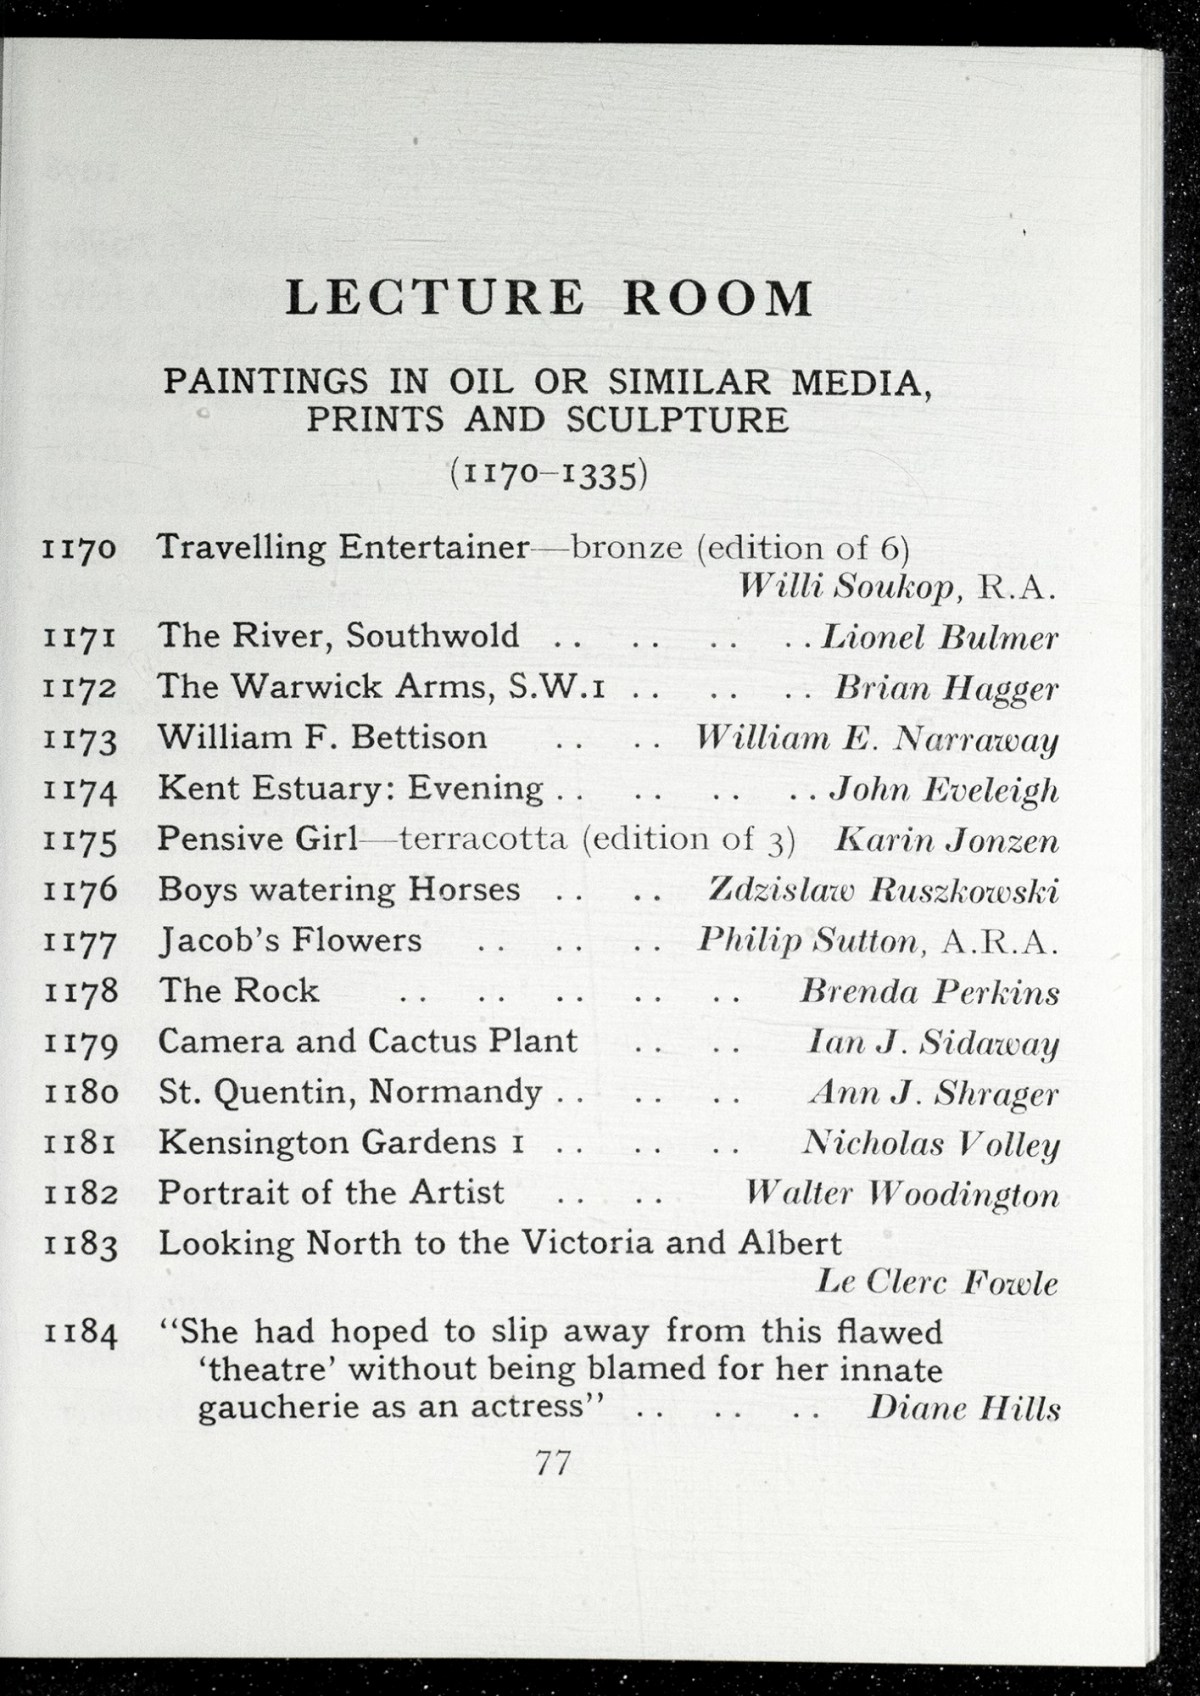 LECTURE ROOM
PAINTINGS IN OIL OR SIMILAR MEDIA,
PRINTS AND SCULPTURE
(1170–1335)
1170 Travelling Entertainer—bronze (edition of 6)
Willi Soukop, R.A.
1171 The River, Southwold .. .. .. .. Lionel Bulmer
1172 The Warwick Arms, S.W.1 .. .. .. Brian Hagger
1173 William F. Bettison .. .. William E. Narraway
1174 Kent Estuary: Evening .. .. .. .. John Eveleigh
1175 Pensive Girl—terracotta (edition of 3) Karin Jonzen
1176 Boys watering Horses .. .. Zdzislaw Ruszkowski
1177 Jacob's Flowers .. .. .. Philip Sutton, A.R.A.
1178 The Rock .. .. .. .. .. Brenda Perkins
1179 Camera and Cactus Plant .. .. Ian J. Sidaway
1180 St. Quentin, Normandy .. .. .. Ann J. Shrager
1181 Kensington Gardens 1 .. .. .. Nicholas Volley
1182 Portrait of the Artist .. .. Walter Woodington
1183 Looking North to the Victoria and Albert
Le Clerc Fowle
1184 “She had hoped to slip away from this flawed
‘theatre’ without being blamed for her innate
gaucherie as an actress” .. .. .. Diane Hills
77